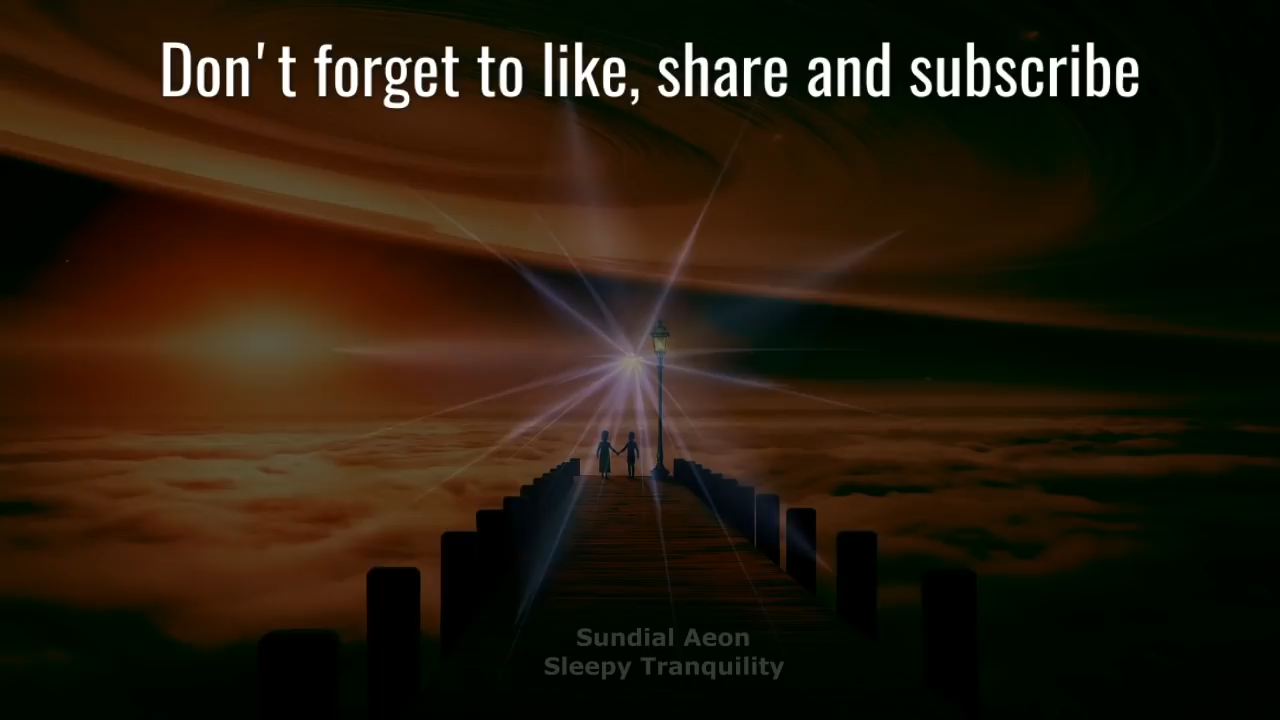 Don't forget to like, share and subscribe
Sundial Aeon
Sleepy Tranquility